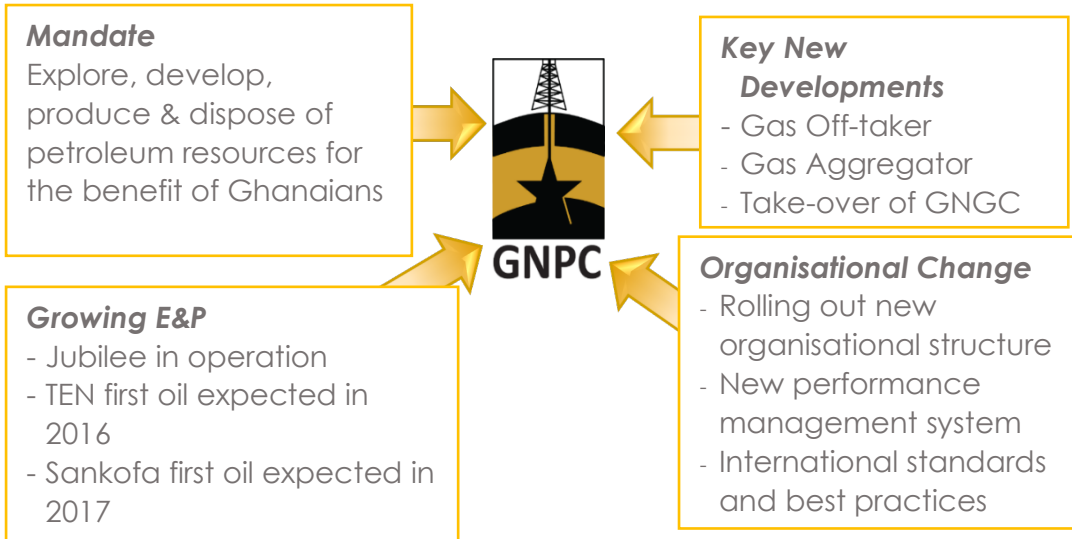 Mandate
Explore, develop,
produce & dispose of
petroleum resources for
the benefit of Ghanaians
Key New
Developments
- Gas Off-taker
- Gas Aggregator
- Take-over of GNGC
GNPC
Growing E&P
- Jubilee in operation
- TEN first oil expected in
2016
- Sankofa first oil expected in
2017
Organisational Change
- Rolling out new
organisational structure
- New performance
management system
- International standards
and best practices